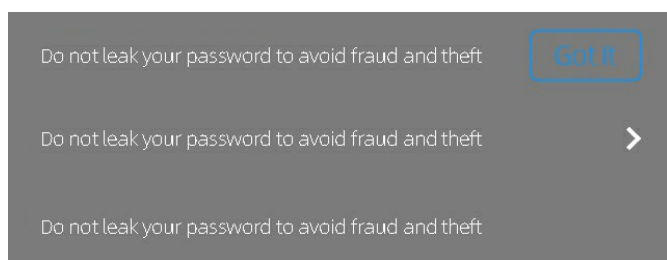 Do not leak your password to avoid fraud and theft Got it
Do not leak your password to avoid fraud and theft
Do not leak your password to avoid fraud and theft